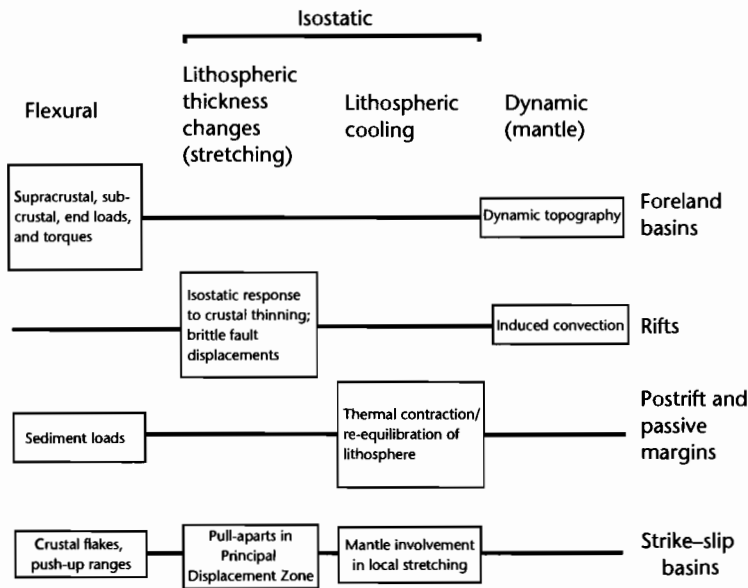 Isostatic
Flexural
Lithospheric
thickness
changes
(stretching)
Lithospheric
cooling
Dynamic
(mantle)
Supracrustal, sub-
crustal, end loads,
and torques
Dynamic topography
Foreland
basins
Isostatic response
to crustal thinning;
brittle fault
displacements
Induced convection
Rifts
Sediment loads
Thermal contraction/
re-equilibration of
lithosphere
Postrift and
passive
margins
Crustal flakes,
push-up ranges
Pull-aparts in
Principal
Displacement Zone
Mantle involvement
in local stretching
Strike–slip
basins